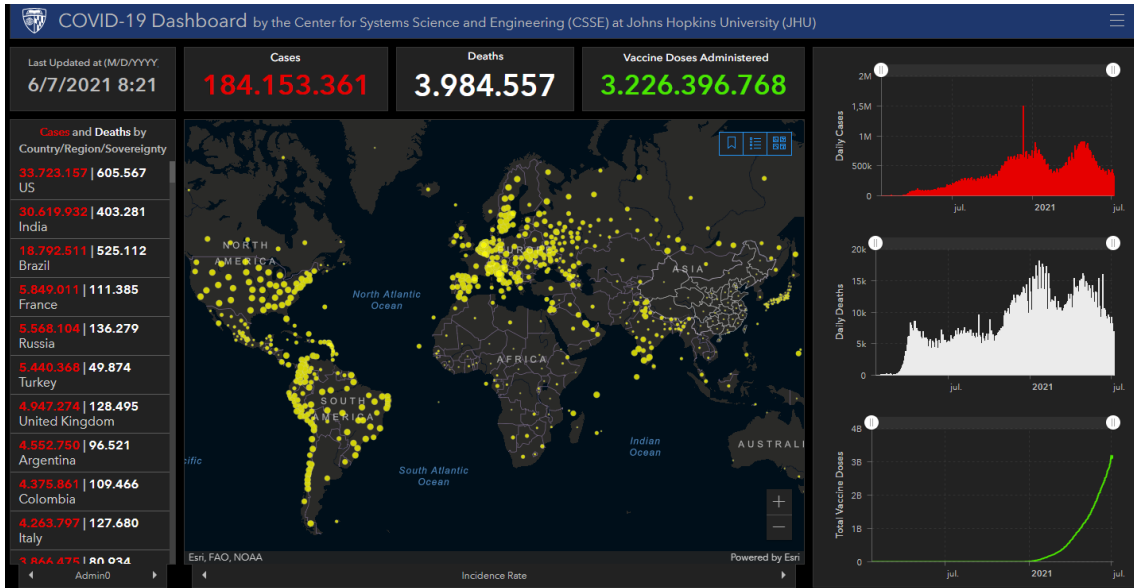 COVID-19 Dashboard by the Center for Systems Science and Engineering (CSSE) at Johns Hopkins University (JHU)
Last Updated at (M/D/YYYY)
6/7/2021 8:21
Cases
184.153.361
Deaths
3.984.557
Vaccine Doses Administered
3.226.396.768
Cases and Deaths by
Country/Region/Sovereignty
33.723.157 | 605.567
US
30.619.932 | 403.281
India
18.792.511 | 525.112
Brazil
5.849.011 | 111.385
France
5.568.104 | 136.279
Russia
5.440.368 | 49.874
Turkey
4.947.274 | 128.495
United Kingdom
4.552.750 | 96.521
Argentina
4.375.861 | 109.466
Colombia
4.263.797 | 127.680
Italy
3.866.475 | 80.934
Admin0
NORTH
AMERICA
EUROPE
ASIA
North Atlantic
Ocean
AFRICA
SOUTH
AMERICA
Indian
Ocean
AUSTRALI
cific
South Atlantic
Ocean
Esri, FAO, NOAA
Powered by Esri
Incidence Rate
Daily Cases
2M
1,5M
1M
500k
0
jul.
2021
jul.
Daily Deaths
20k
15k
10k
5k
0
jul.
2021
jul.
Total Vaccine Doses
4B
3B
2B
1B
0
jul.
2021
jul.